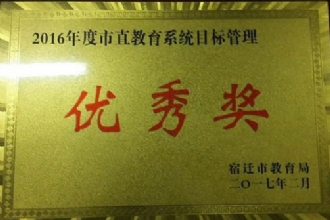 2016年度市直教育系统目标管理
优秀奖
宿迁市教育局
二〇一七年二月